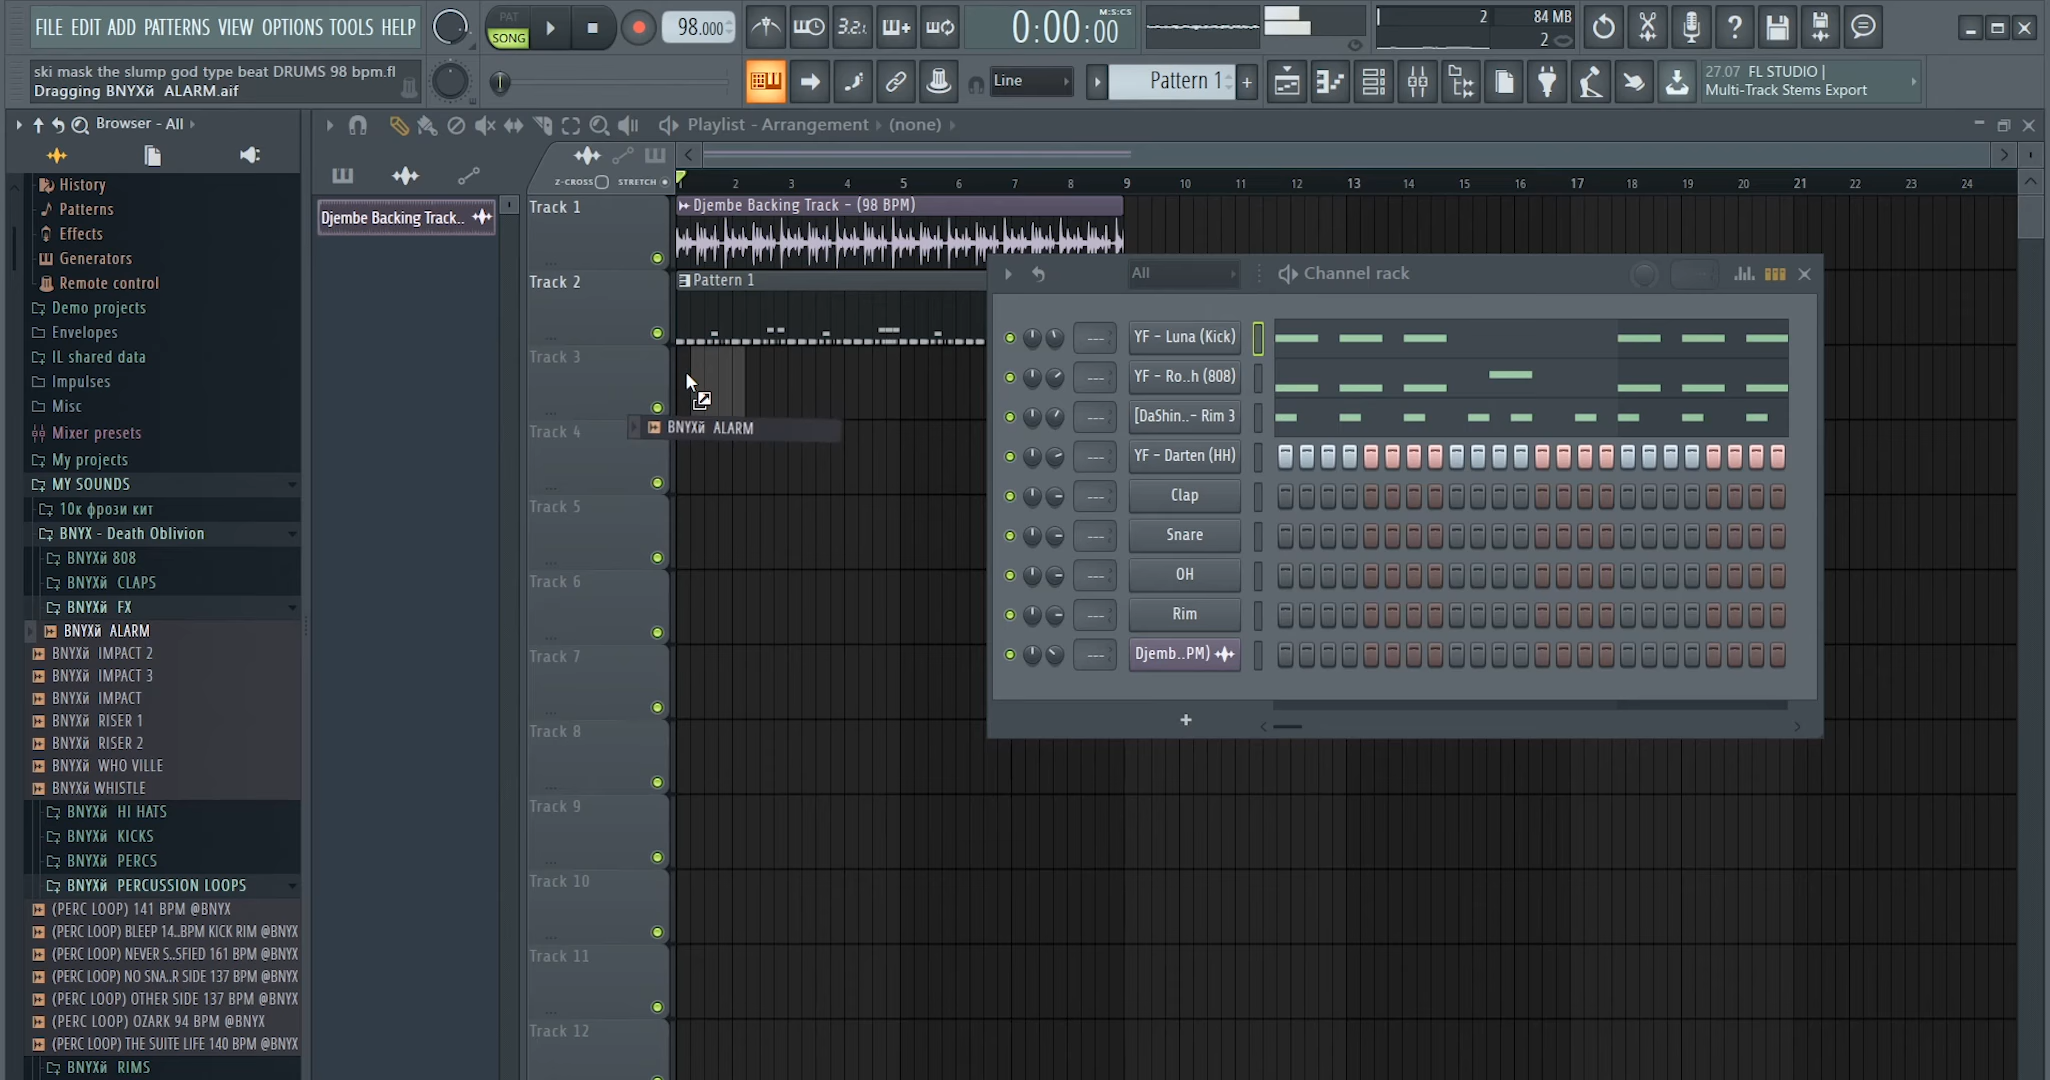 FILE EDIT ADD PATTERNS VIEW OPTIONS TOOLS HELP
PAT
SONG
98.000
3.2.
M:S:CS
0:00:00
2
84 MB
2
ski mask the slump god type beat DRUMS 98 bpm.fl
Dragging BNYXй ALARM.aif
Line
Pattern 1
+
27.07 FL STUDIO |
Multi-Track Stems Export
Browser - All
Playlist - Arrangement (none)
Z-CROSS
STRETCH
1 2 3 4 5 6 7 8 9 10 11 12 13 14 15 16 17 18 19 20 21 22 23 24
History
Patterns
Effects
Generators
Remote control
Demo projects
Envelopes
IL shared data
Impulses
Misc
Mixer presets
My projects
MY SOUNDS
10к фрози кит
BNYX - Death Oblivion
BNYXй 808
BNYXй CLAPS
BNYXй FX
BNYXй ALARM
BNYXй IMPACT 2
BNYXй IMPACT 3
BNYXй IMPACT
BNYXй RISER 1
BNYXй RISER 2
BNYXй WHO VILLE
BNYXй WHISTLE
BNYXй HI HATS
BNYXй KICKS
BNYXй PERCS
BNYXй PERCUSSION LOOPS
(PERC LOOP) 141 BPM @BNYX
(PERC LOOP) BLEEP 14..BPM KICK RIM @BNYX
(PERC LOOP) NEVER S..SFIED 161 BPM @BNYX
(PERC LOOP) NO SNA..R SIDE 137 BPM @BNYX
(PERC LOOP) OTHER SIDE 137 BPM @BNYX
(PERC LOOP) OZARK 94 BPM @BNYX
(PERC LOOP) THE SUITE LIFE 140 BPM @BNYX
BNYXй RIMS
Djembe Backing Track..
Track 1
Djembe Backing Track - (98 BPM)
Track 2
Pattern 1
Track 3
BNYXй ALARM
Track 4
Track 5
Track 6
Track 7
Track 8
Track 9
Track 10
Track 11
Track 12
All
Channel rack
--- YF - Luna (Kick)
--- YF - Ro..h (808)
--- [DaShin..- Rim 3
--- YF - Darten (HH)
--- Clap
--- Snare
--- OH
--- Rim
--- Djemb..PM)
+